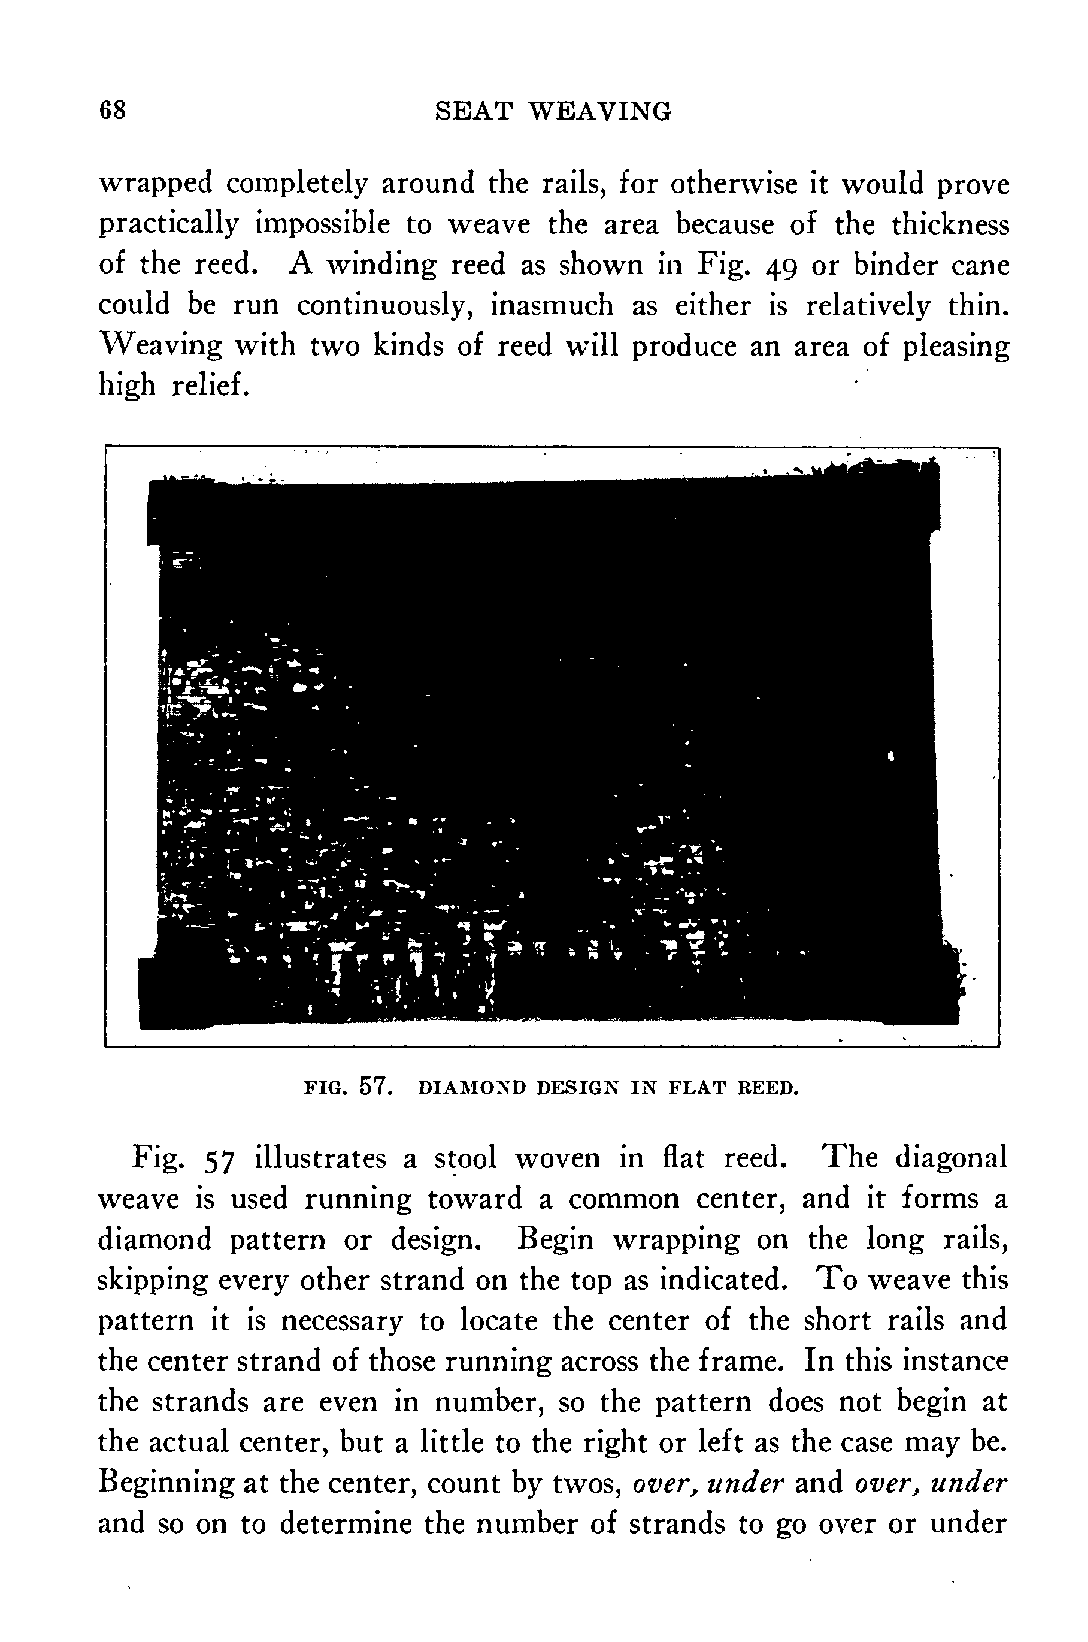 68 SEAT WEAVING
wrapped completely around the rails, for otherwise it would prove
practically impossible to weave the area because of the thickness
of the reed. A winding reed as shown in Fig. 49 or binder cane
could be run continuously, inasmuch as either is relatively thin.
Weaving with two kinds of reed will produce an area of pleasing
high relief.
FIG. 57. DIAMOND DESIGN IN FLAT REED.
Fig. 57 illustrates a stool woven in flat reed. The diagonal
weave is used running toward a common center, and it forms a
diamond pattern or design. Begin wrapping on the long rails,
skipping every other strand on the top as indicated. To weave this
pattern it is necessary to locate the center of the short rails and
the center strand of those running across the frame. In this instance
the strands are even in number, so the pattern does not begin at
the actual center, but a little to the right or left as the case may be.
Beginning at the center, count by twos, over, under and over, under
and so on to determine the number of strands to go over or under